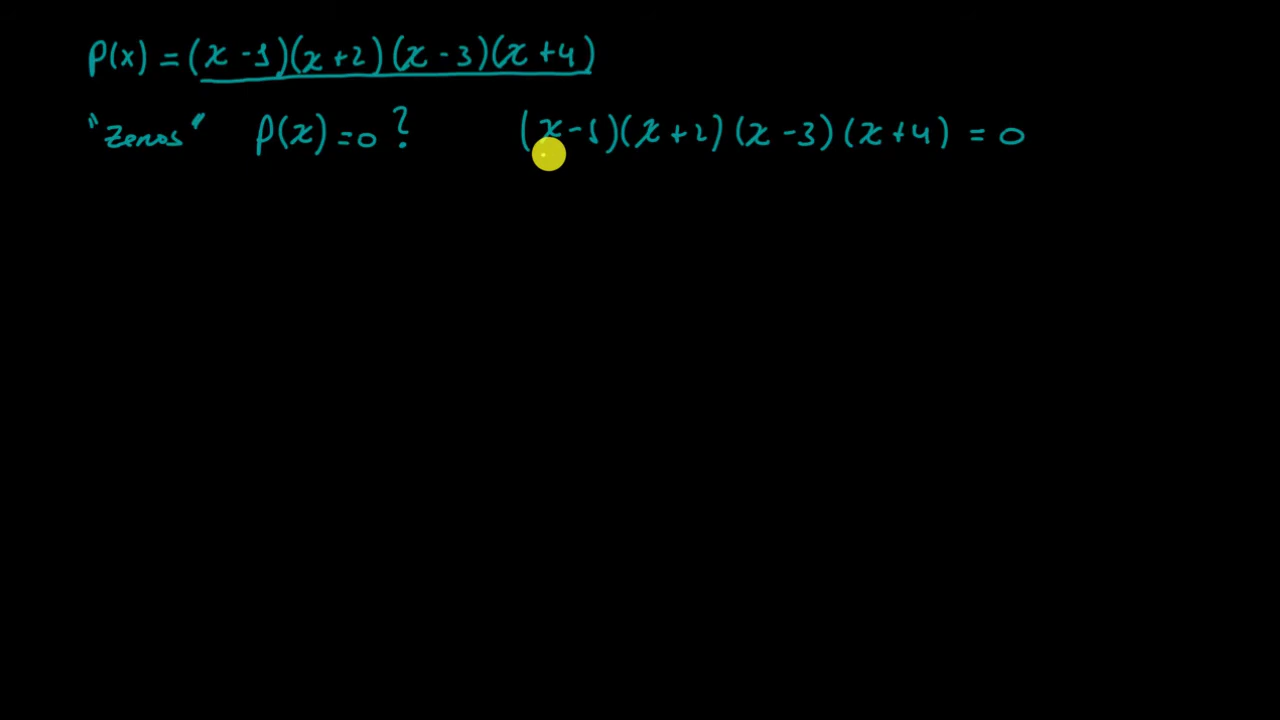 P(x) = (x - 1)(x + 2)(x - 3)(x + 4)
"Zeros" P(x) = 0 ? (x - 1)(x + 2)(x - 3)(x + 4) = 0